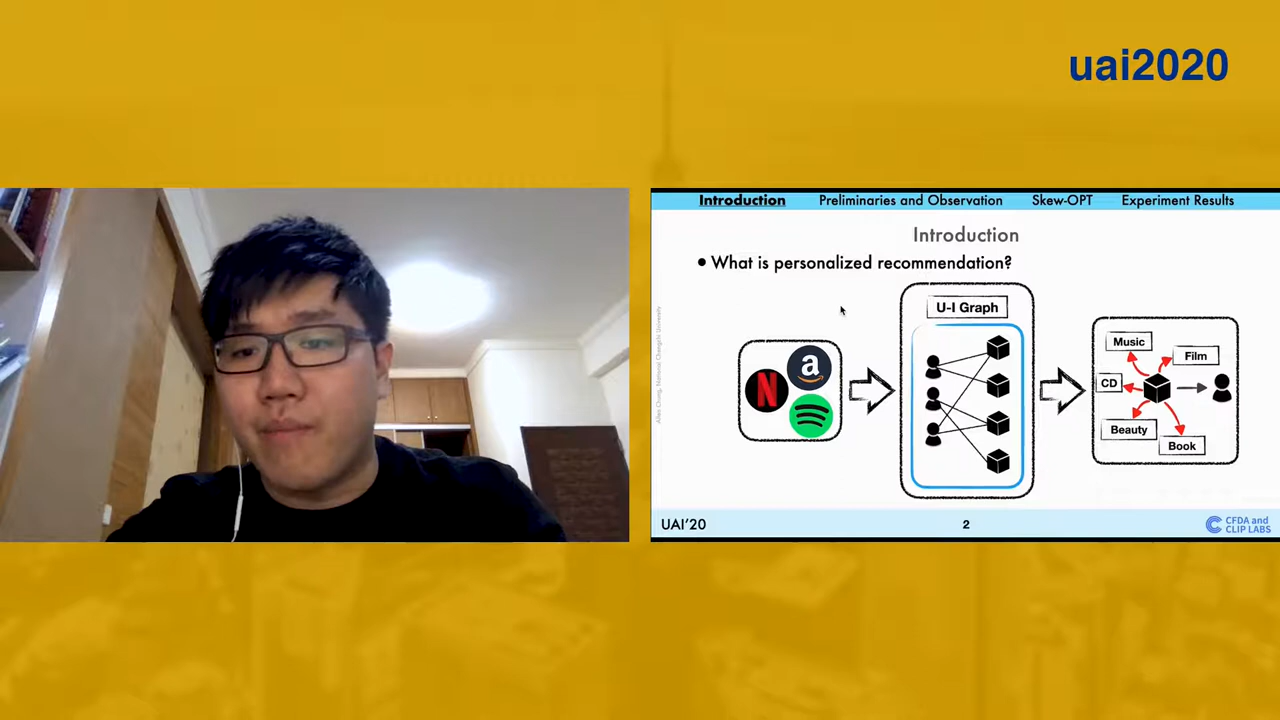 uai2020
Introduction Preliminaries and Observation Skew-OPT Experiment Results
Introduction
• What is personalized recommendation?
U-I Graph
N
a
Music
Film
CD
Beauty
Book
UAI'20
2
CFDA and
CLIP LABS